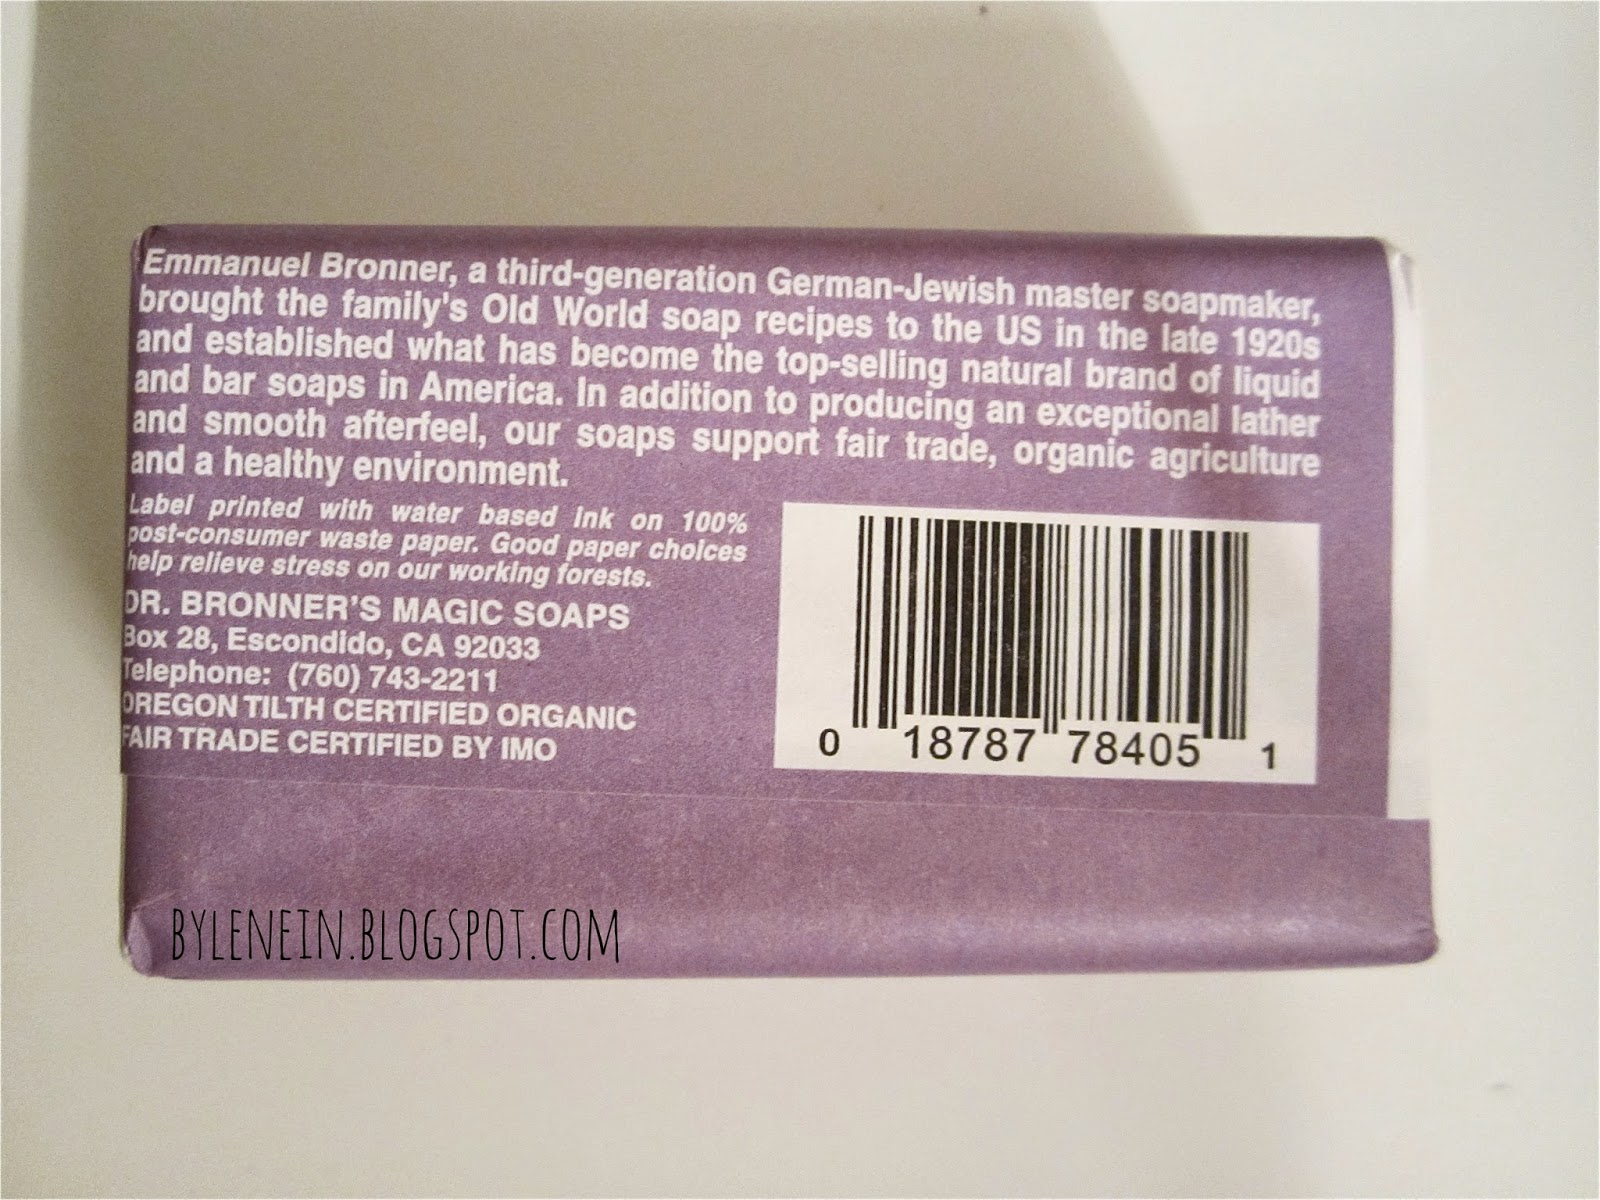 Emmanuel Bronner, a third-generation German-Jewish master soapmaker,
brought the family's Old World soap recipes to the US in the late 1920s
and established what has become the top-selling natural brand of liquid
and bar soaps in America. In addition to producing an exceptional lather
and smooth afterfeel, our soaps support fair trade, organic agriculture
and a healthy environment.
Label printed with water based ink on 100%
post-consumer waste paper. Good paper choices
help relieve stress on our working forests.
DR. BRONNER'S MAGIC SOAPS
Box 28, Escondido, CA 92033
Telephone: (760) 743-2211
OREGON TILTH CERTIFIED ORGANIC
FAIR TRADE CERTIFIED BY IMO
0 18787 78405 1
BYLENEIN.BLOGSPOT.COM